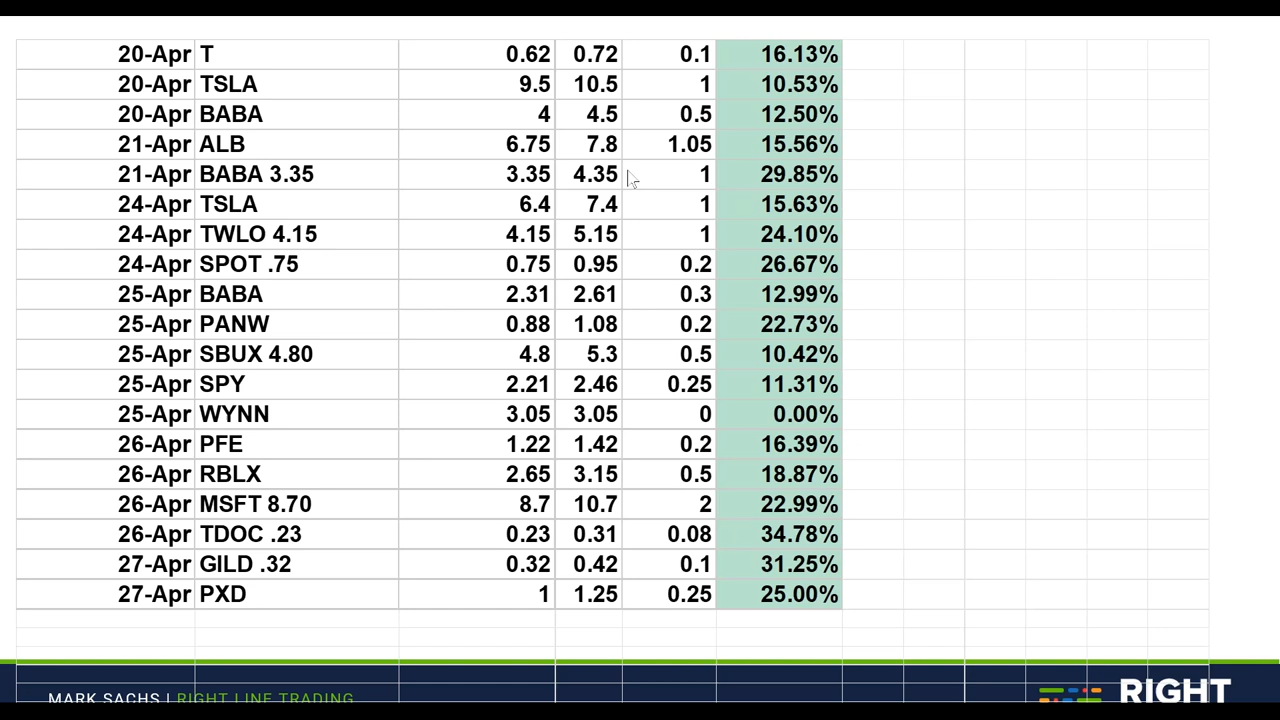 20-Apr T 0.62 0.72 0.1 16.13%
20-Apr TSLA 9.5 10.5 1 10.53%
20-Apr BABA 4 4.5 0.5 12.50%
21-Apr ALB 6.75 7.8 1.05 15.56%
21-Apr BABA 3.35 3.35 4.35 1 29.85%
24-Apr TSLA 6.4 7.4 1 15.63%
24-Apr TWLO 4.15 4.15 5.15 1 24.10%
24-Apr SPOT .75 0.75 0.95 0.2 26.67%
25-Apr BABA 2.31 2.61 0.3 12.99%
25-Apr PANW 0.88 1.08 0.2 22.73%
25-Apr SBUX 4.80 4.8 5.3 0.5 10.42%
25-Apr SPY 2.21 2.46 0.25 11.31%
25-Apr WYNN 3.05 3.05 0 0.00%
26-Apr PFE 1.22 1.42 0.2 16.39%
26-Apr RBLX 2.65 3.15 0.5 18.87%
26-Apr MSFT 8.70 8.7 10.7 2 22.99%
26-Apr TDOC .23 0.23 0.31 0.08 34.78%
27-Apr GILD .32 0.32 0.42 0.1 31.25%
27-Apr PXD 1 1.25 0.25 25.00%
MARK SACHS | RIGHT LINE TRADING
RIGHT